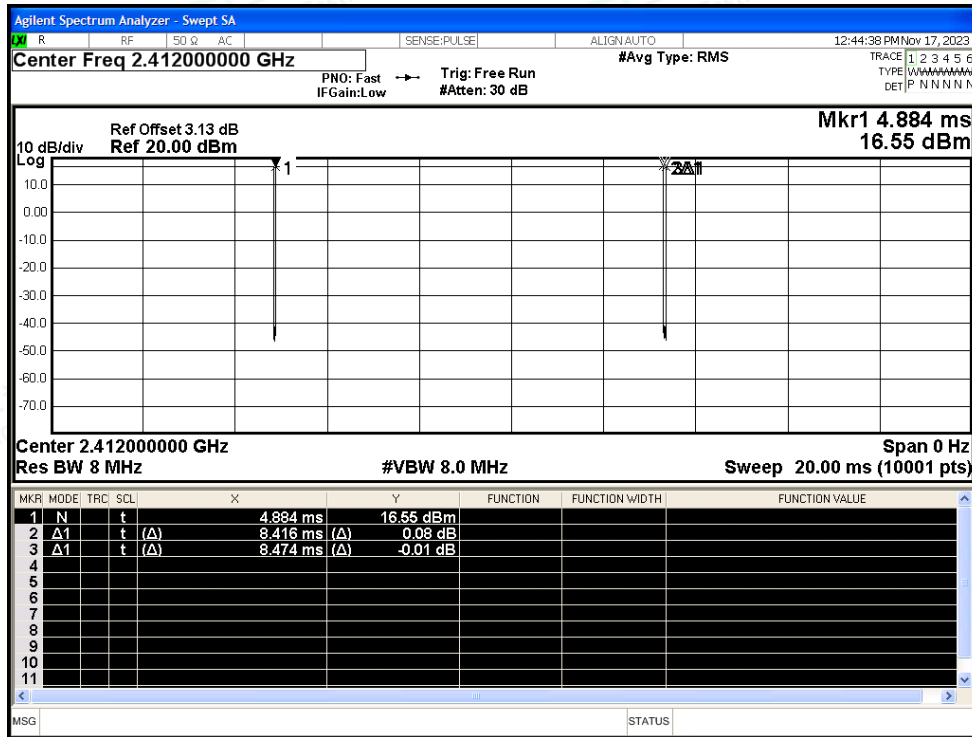 Agilent Spectrum Analyzer - Swept SA
LXI R RF 50 Ω AC SENSE:PULSE ALIGN AUTO 12:44:38 PM Nov 17, 2023
Center Freq 2.412000000 GHz
#Avg Type: RMS
TRACE 1 2 3 4 5 6
TYPE WWWWWW
DET P N N N N N
PNO: Fast
IFGain:Low
Trig: Free Run
#Atten: 30 dB
Mkr1 4.884 ms
16.55 dBm
Ref Offset 3.13 dB
10 dB/div Ref 20.00 dBm
Log
1
10.0
0.00
-10.0
-20.0
-30.0
-40.0
-50.0
-60.0
-70.0
Center 2.412000000 GHz Span 0 Hz
Res BW 8 MHz #VBW 8.0 MHz Sweep 20.00 ms (10001 pts)
MKR MODE TRC SCL X Y FUNCTION FUNCTION WIDTH FUNCTION VALUE
1 N t 4.884 ms 16.55 dBm
2 Δ1 t (Δ) 8.416 ms (Δ) 0.08 dB
3 Δ1 t (Δ) 8.474 ms (Δ) -0.01 dB
4
5
6
7
8
9
10
11
MSG STATUS